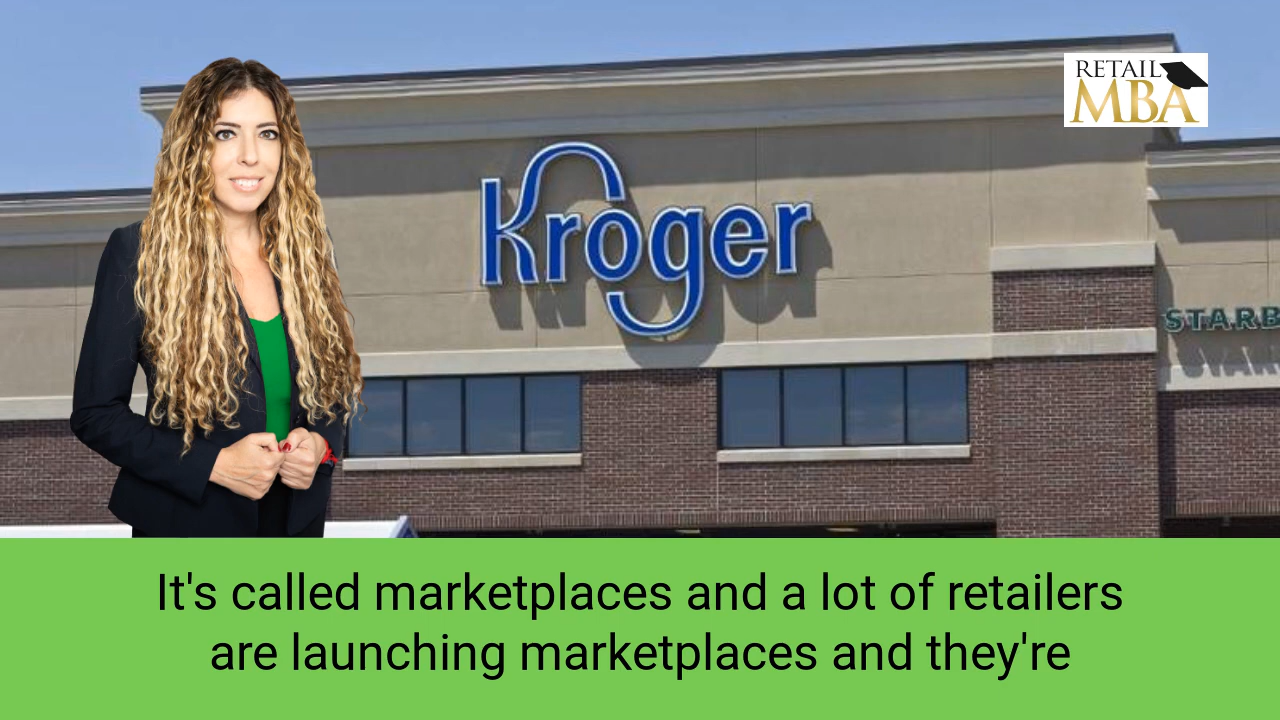 RETAIL
MBA
Kroger
STARB
It's called marketplaces and a lot of retailers
are launching marketplaces and they're